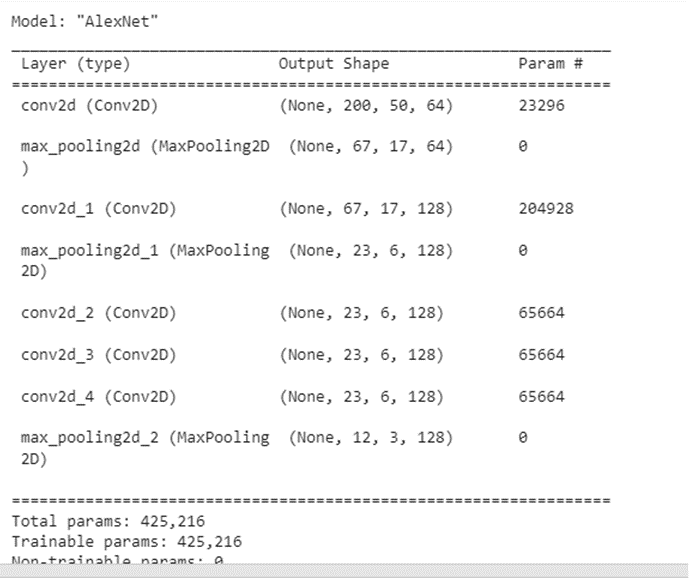 Model: "AlexNet"
Layer (type) Output Shape Param #
conv2d (Conv2D) (None, 200, 50, 64) 23296
max_pooling2d (MaxPooling2D (None, 67, 17, 64) 0
)
conv2d_1 (Conv2D) (None, 67, 17, 128) 204928
max_pooling2d_1 (MaxPooling (None, 23, 6, 128) 0
2D)
conv2d_2 (Conv2D) (None, 23, 6, 128) 65664
conv2d_3 (Conv2D) (None, 23, 6, 128) 65664
conv2d_4 (Conv2D) (None, 23, 6, 128) 65664
max_pooling2d_2 (MaxPooling (None, 12, 3, 128) 0
2D)
Total params: 425,216
Trainable params: 425,216
Non-trainable params: 0